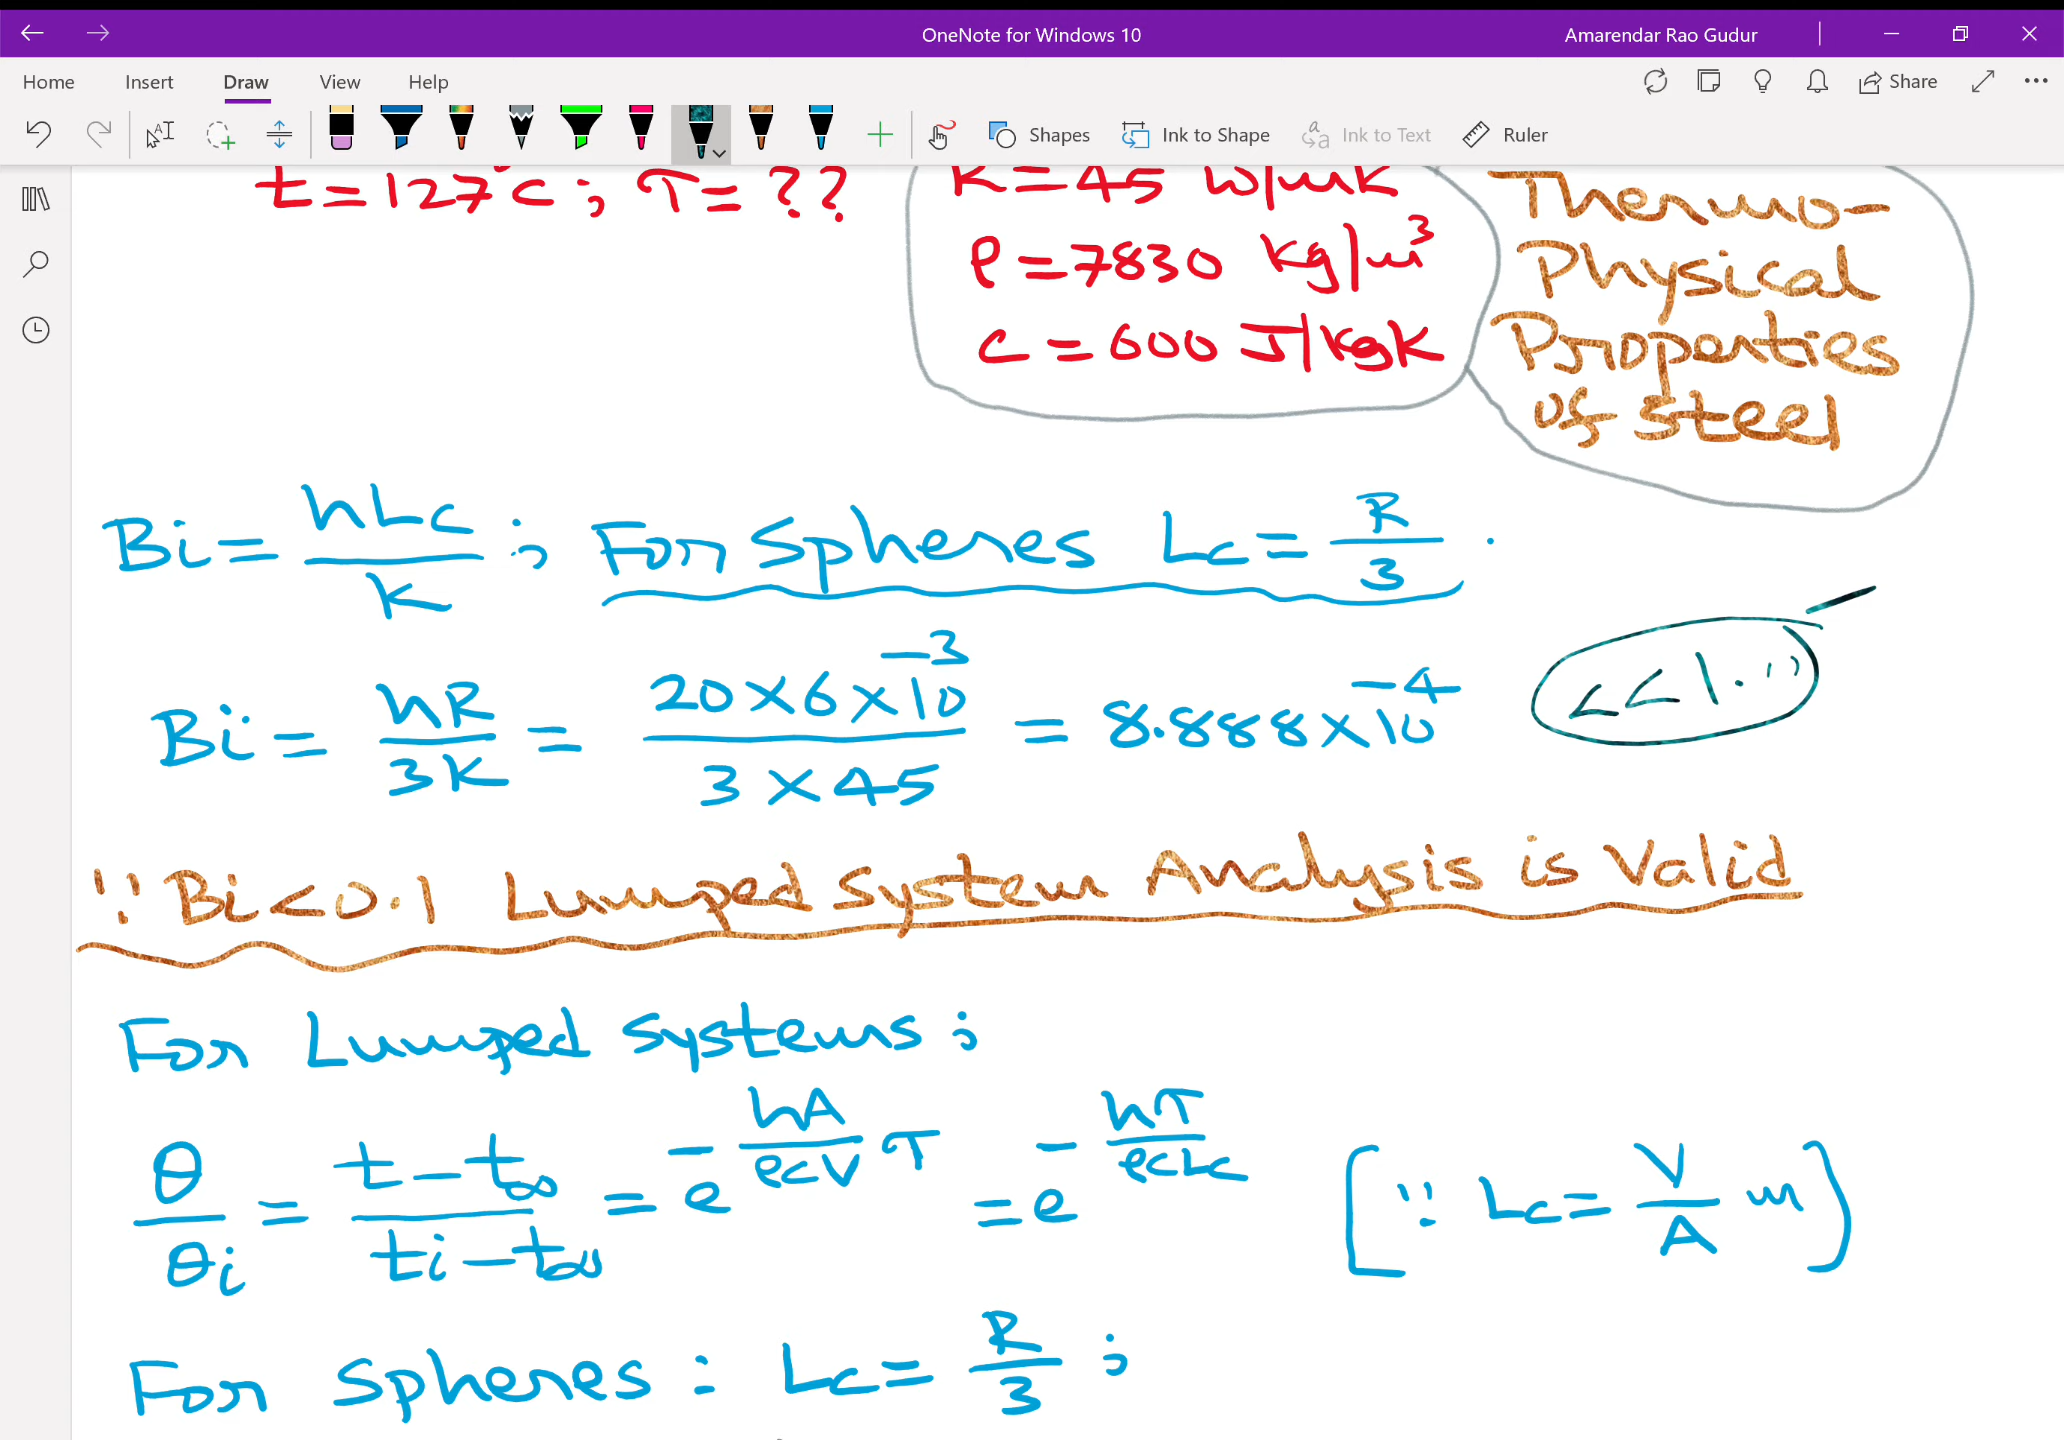 OneNote for Windows 10
Amarendar Rao Gudur
Home Insert Draw View Help Share
Shapes Ink to Shape Ink to Text Ruler
t = 127°c ; τ = ??
K = 45 W/mK
ρ = 7830 kg/m³
c = 600 J/kgK
Thermo-
Physical
Properties
of Steel
Bi = hLc/K ; For Spheres Lc = R/3 .
Bi = hR/3K = 20×6×10⁻³/3×45 = 8.888×10⁻⁴
<<1.
∵ Bi<0.1 Lumped System Analysis is Valid
For Lumped Systems ;
θ/θi = t-t∞/ti-t∞ = e^(-hA/ρcV τ) = e^(-hτ/ρcLc) [∵ Lc = V/A m]
For Spheres : Lc = R/3 ;